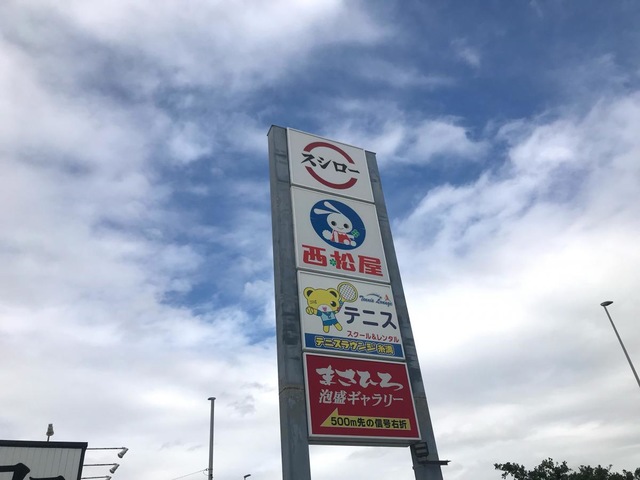 スシロー
西松屋
Tennis Lounge
テニス
スクール&レンタル
テニスラウンジ糸満
まさひろ
泡盛ギャラリー
500m先の信号右折